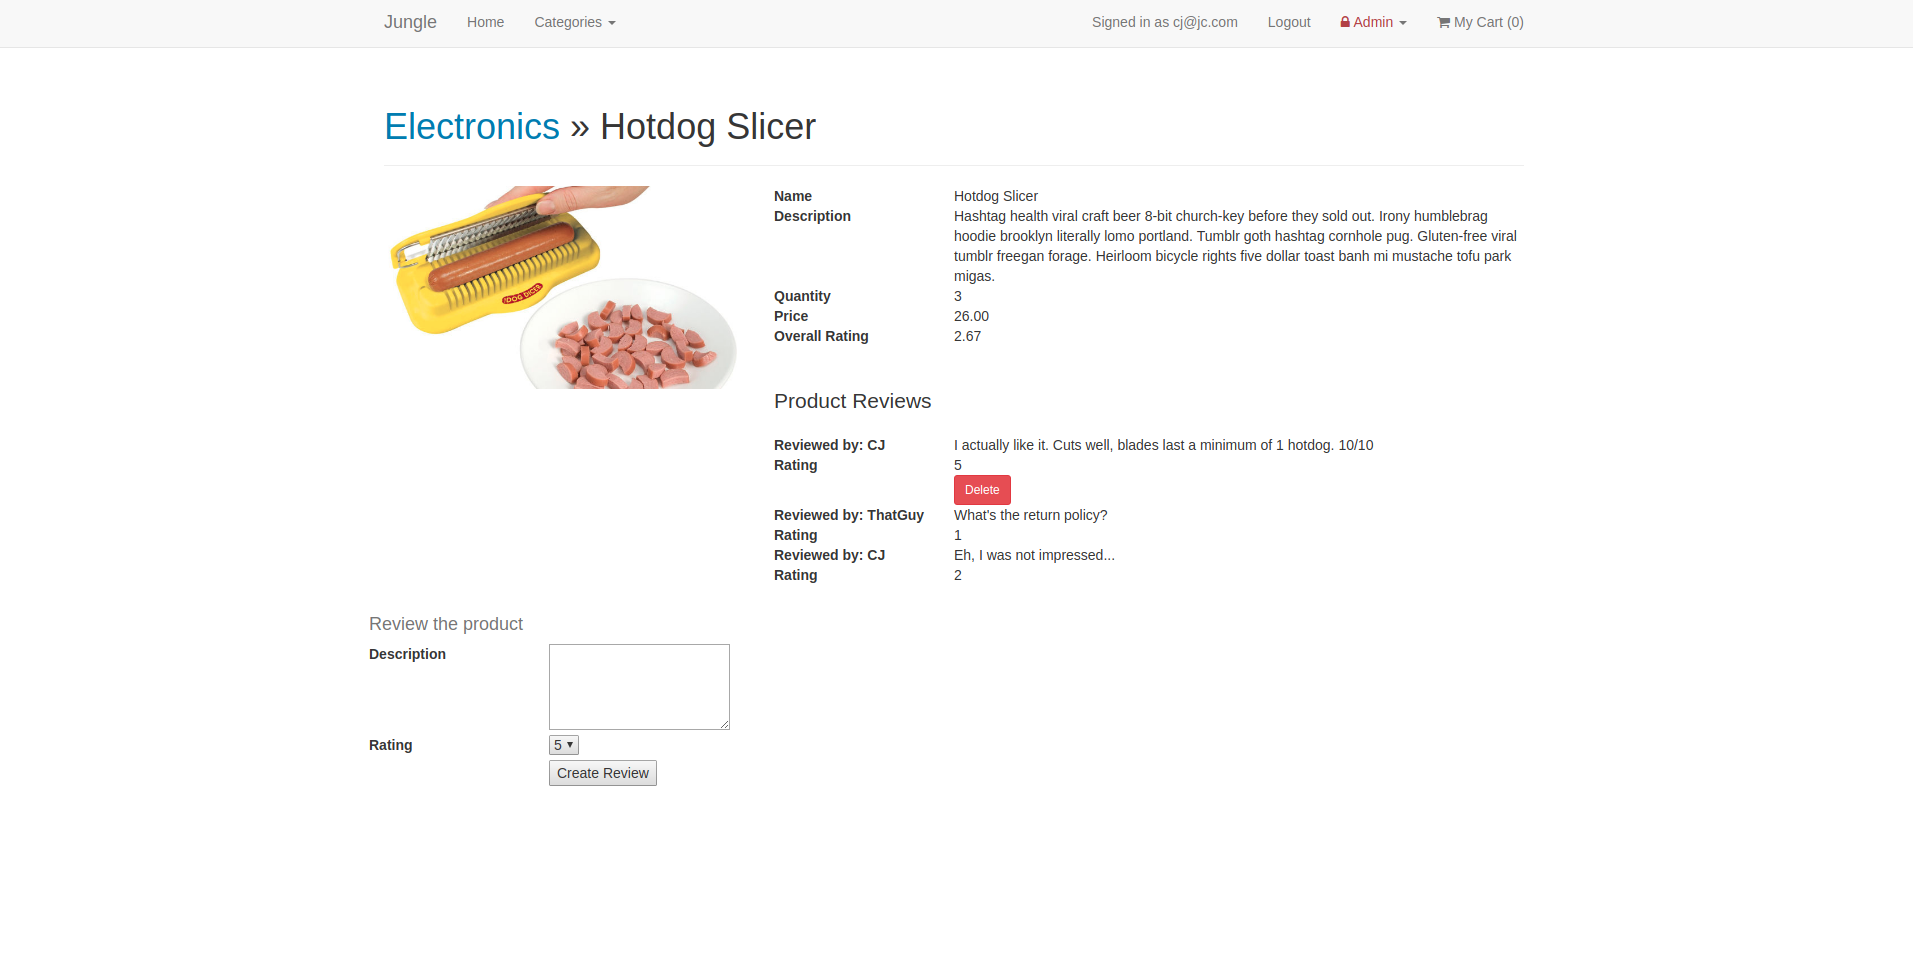 Jungle Home Categories Signed in as cj@jc.com Logout Admin My Cart (0)
Electronics » Hotdog Slicer
Name Hotdog Slicer
Description Hashtag health viral craft beer 8-bit church-key before they sold out. Irony humblebrag
hoodie brooklyn literally lomo portland. Tumblr goth hashtag cornhole pug. Gluten-free viral
tumblr freegan forage. Heirloom bicycle rights five dollar toast banh mi mustache tofu park
migas.
Quantity 3
Price 26.00
Overall Rating 2.67
DOG DICER
Product Reviews
Reviewed by: CJ I actually like it. Cuts well, blades last a minimum of 1 hotdog. 10/10
Rating 5
Delete
Reviewed by: ThatGuy What's the return policy?
Rating 1
Reviewed by: CJ Eh, I was not impressed...
Rating 2
Review the product
Description
Rating 5
Create Review